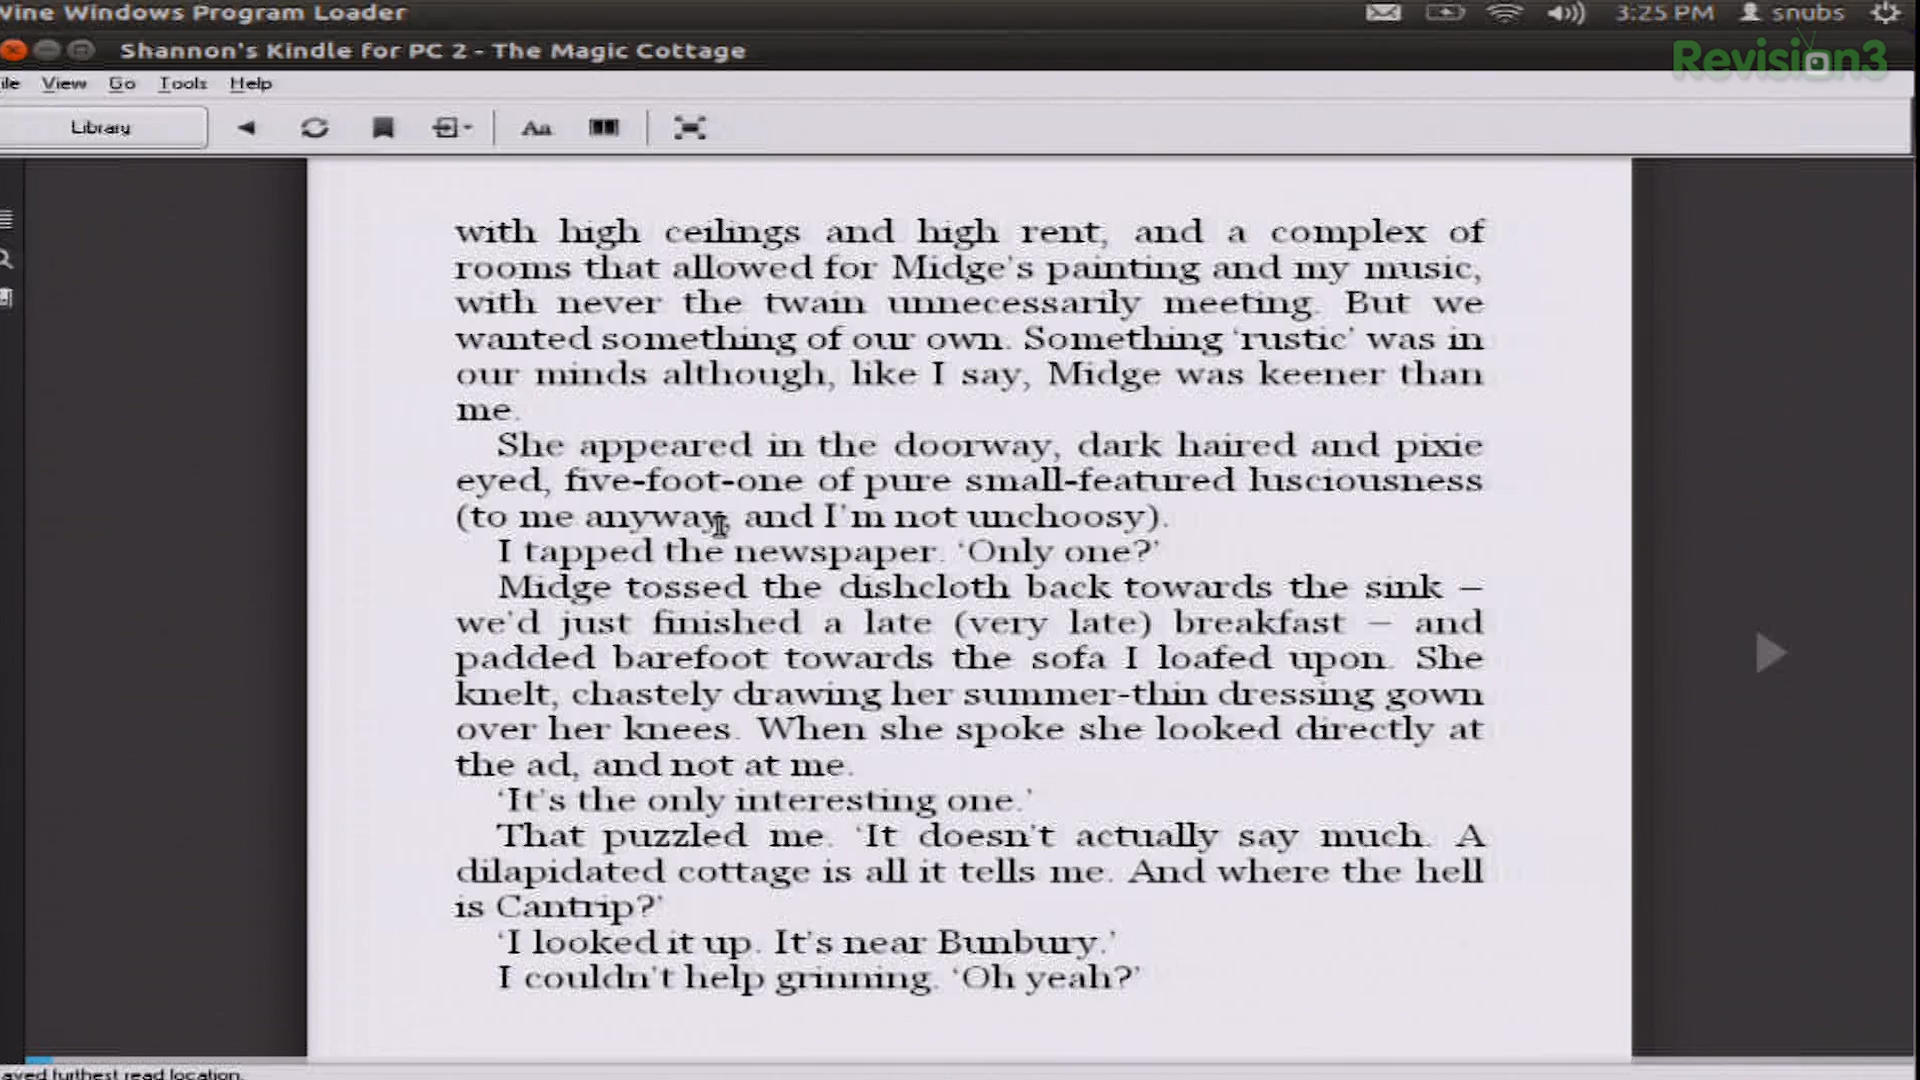 Wine Windows Program Loader
3:25 PM snubs
Shannon's Kindle for PC 2 - The Magic Cottage
Revision3
File View Go Tools Help
Library
Aa
with high ceilings and high rent, and a complex of
rooms that allowed for Midge's painting and my music,
with never the twain unnecessarily meeting. But we
wanted something of our own. Something 'rustic' was in
our minds although, like I say, Midge was keener than
me.
She appeared in the doorway, dark haired and pixie
eyed, five-foot-one of pure small-featured lusciousness
(to me anyway, and I'm not unchoosy).
I tapped the newspaper. 'Only one?'
Midge tossed the dishcloth back towards the sink –
we'd just finished a late (very late) breakfast – and
padded barefoot towards the sofa I loafed upon. She
knelt, chastely drawing her summer-thin dressing gown
over her knees. When she spoke she looked directly at
the ad, and not at me.
'It's the only interesting one.'
That puzzled me. 'It doesn't actually say much. A
dilapidated cottage is all it tells me. And where the hell
is Cantrip?'
'I looked it up. It's near Bunbury.'
I couldn't help grinning. 'Oh yeah?'
aved furthest read location.